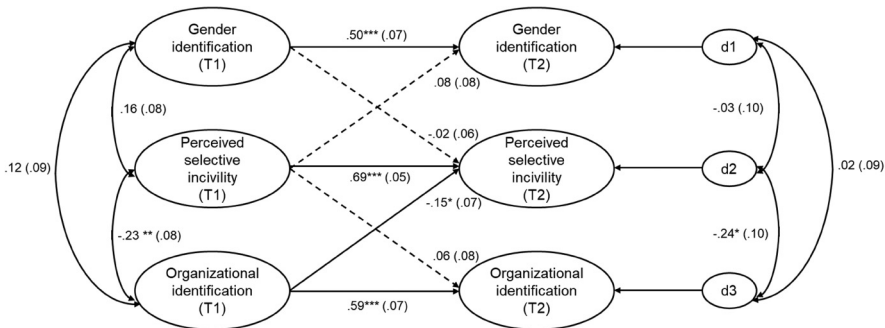 Gender
identification
(T1)
.50*** (.07)
Gender
identification
(T2)
d1
.08 (.08)
.16 (.08)
-.03 (.10)
-.02 (.06)
.12 (.09)
Perceived
selective
incivility
(T1)
.69*** (.05)
Perceived
selective
incivility
(T2)
d2
.02 (.09)
-.15* (.07)
-.23 ** (.08)
-.24* (.10)
.06 (.08)
Organizational
identification
(T1)
.59*** (.07)
Organizational
identification
(T2)
d3